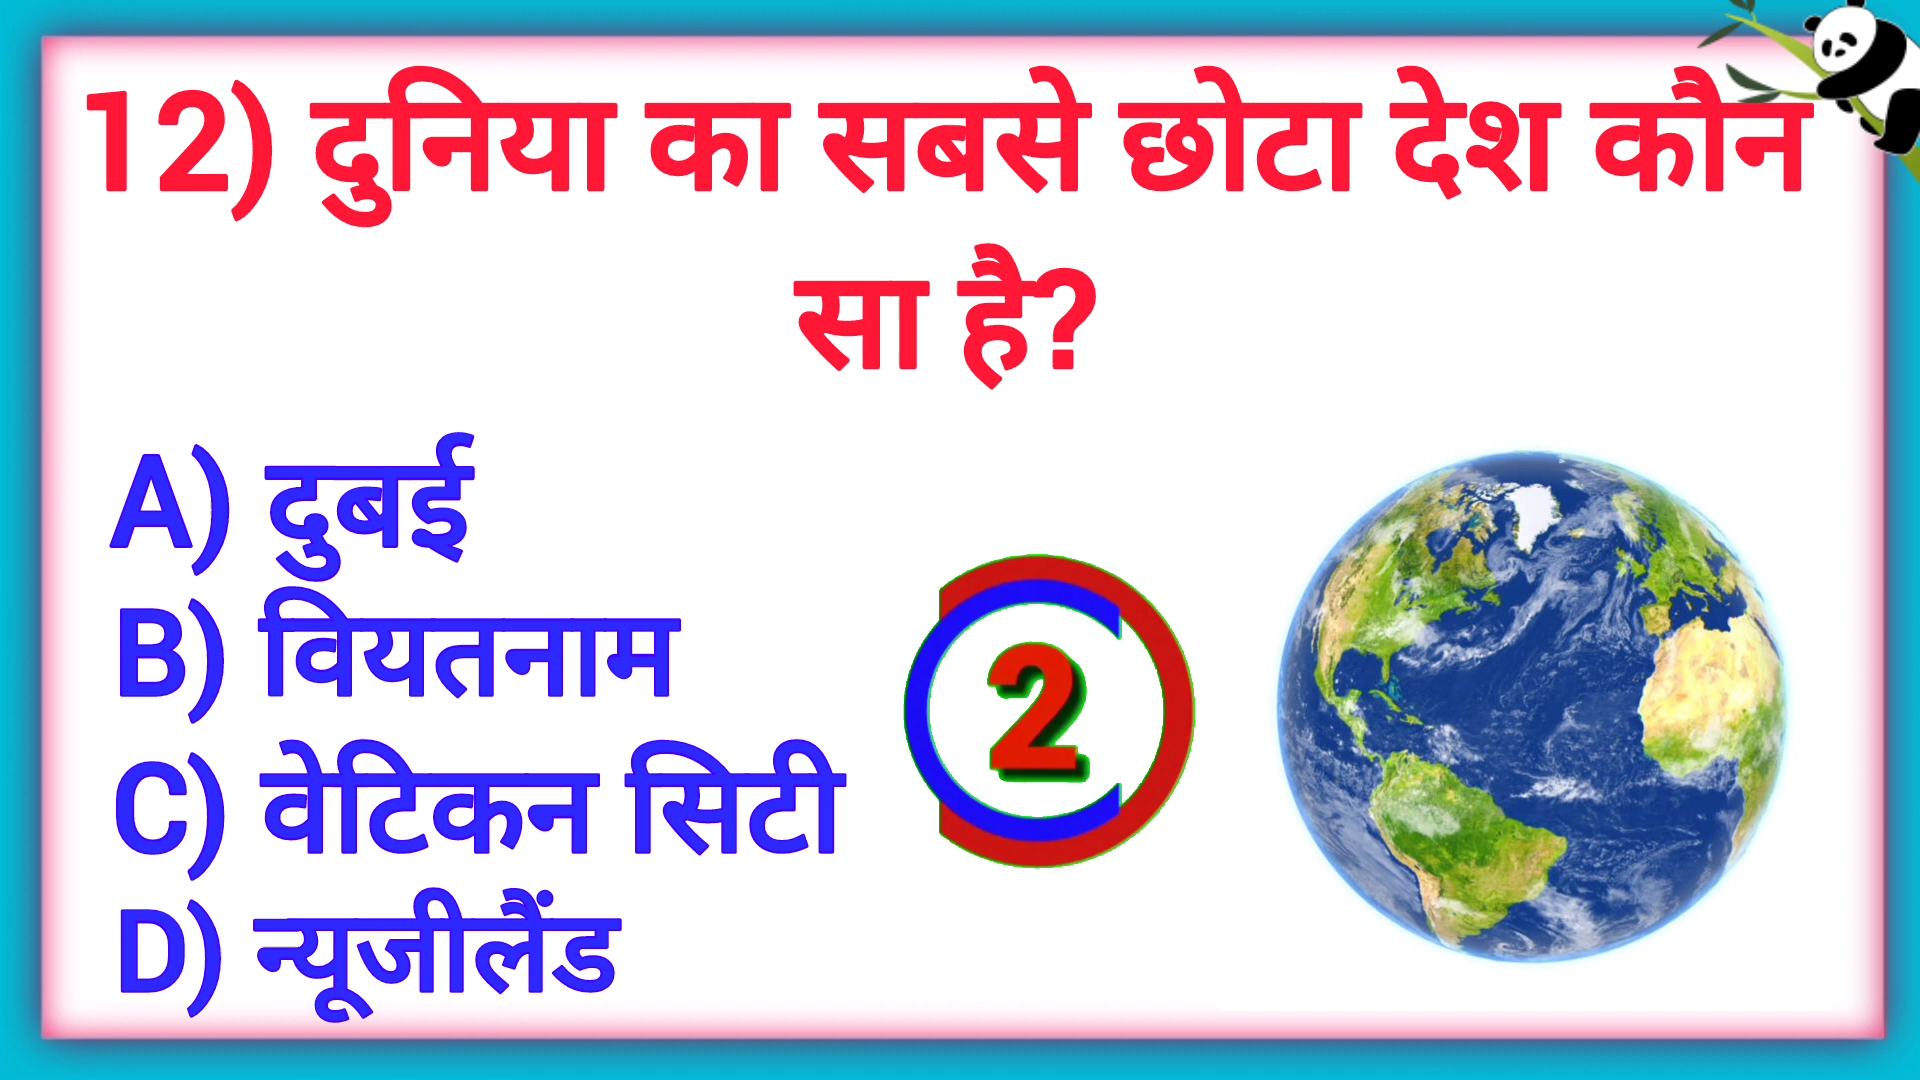 12) दुनिया का सबसे छोटा देश कौन
सा है?
A) दुबई
B) वियतनाम
C) वेटिकन सिटी
D) न्यूजीलैंड
2